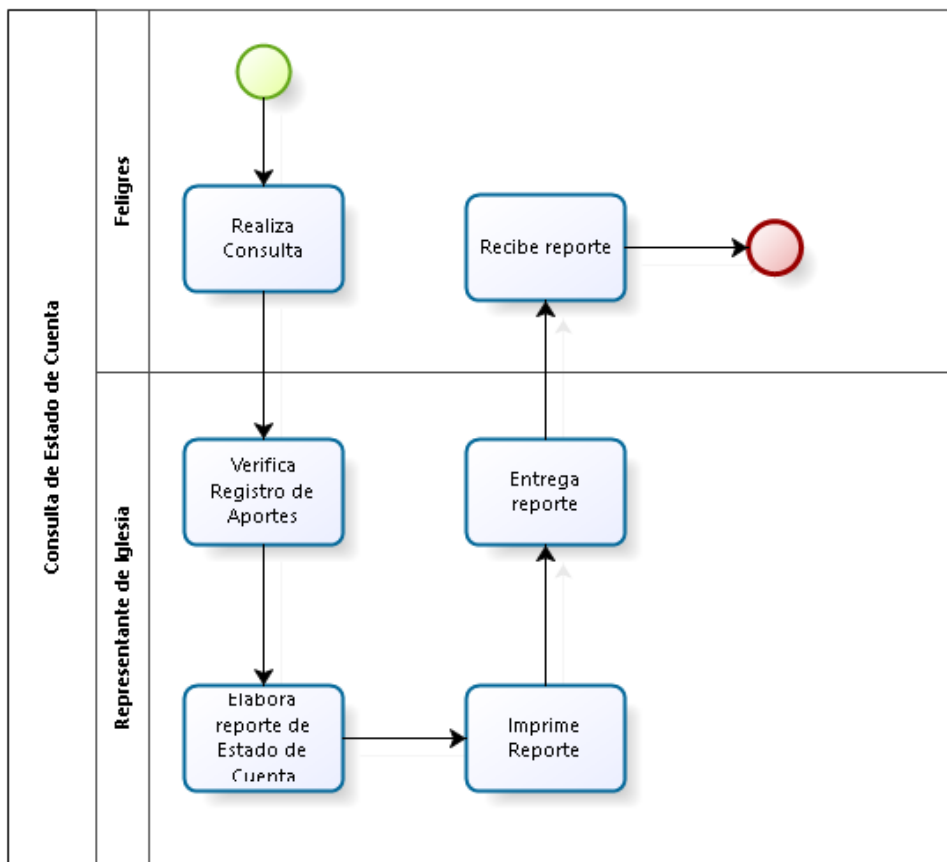 Consulta de Estado de Cuenta
Feligres
Realiza
Consulta
Recibe reporte
Representante de Iglesia
Verifica
Registro de
Aportes
Entrega
reporte
Elabora
reporte de
Estado de
Cuenta
Imprime
Reporte